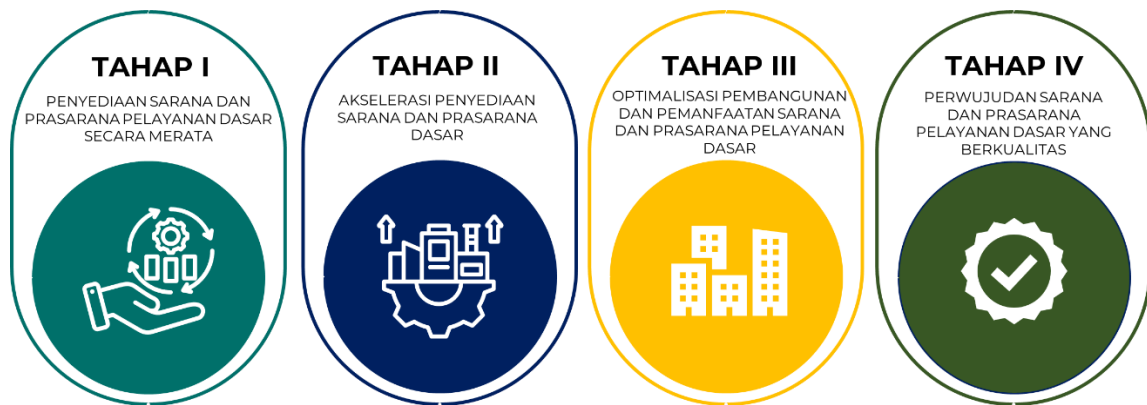 TAHAP I
PENYEDIAAN SARANA DAN
PRASARANA PELAYANAN DASAR
SECARA MERATA
TAHAP II
AKSELERASI PENYEDIAAN
SARANA DAN PRASARANA
DASAR
TAHAP III
OPTIMALISASI PEMBANGUNAN
DAN PEMANFAATAN SARANA
DAN PRASARANA PELAYANAN
DASAR
TAHAP IV
PERWUJUDAN SARANA
DAN PRASARANA
PELAYANAN DASAR YANG
BERKUALITAS